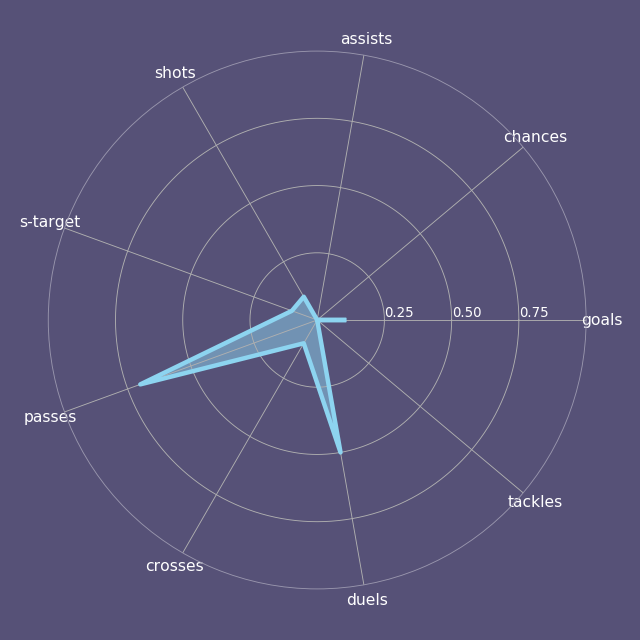 assists
shots
chances
s-target
0.25
0.50
0.75
goals
passes
tackles
crosses
duels